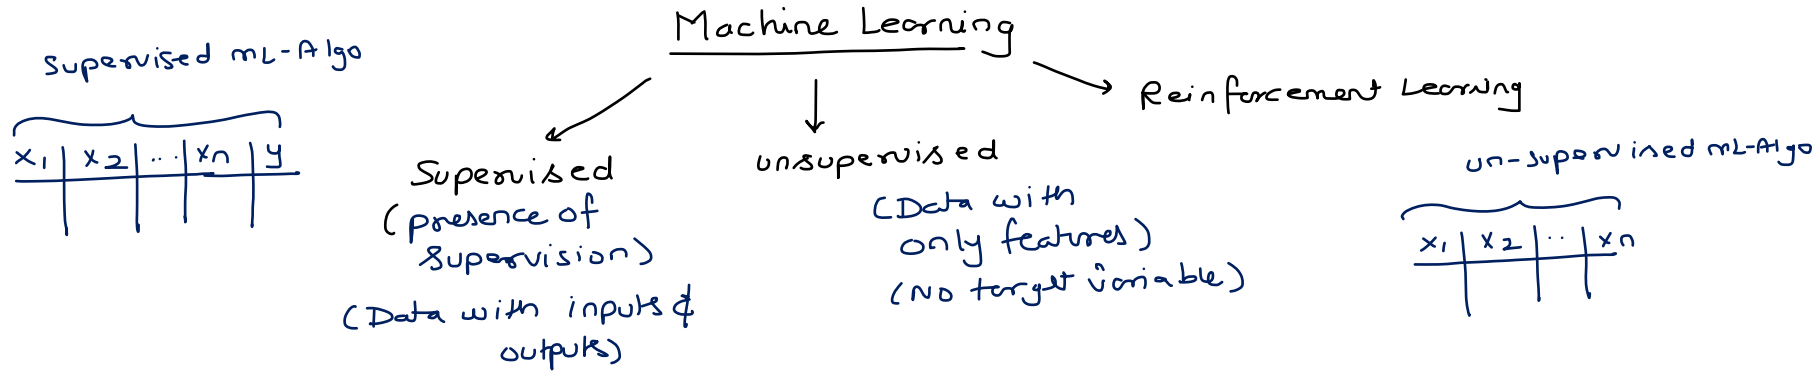 Machine Learning
Supervised ML-Algo
x1 | x2 | ... | xn | y
Supervised
(presence of
supervision)
(Data with inputs &
outputs)
unsupervised
(Data with
only features)
(No target variable)
Reinforcement Learning
un-supervised ML-Algo
x1 | x2 | .. | xn